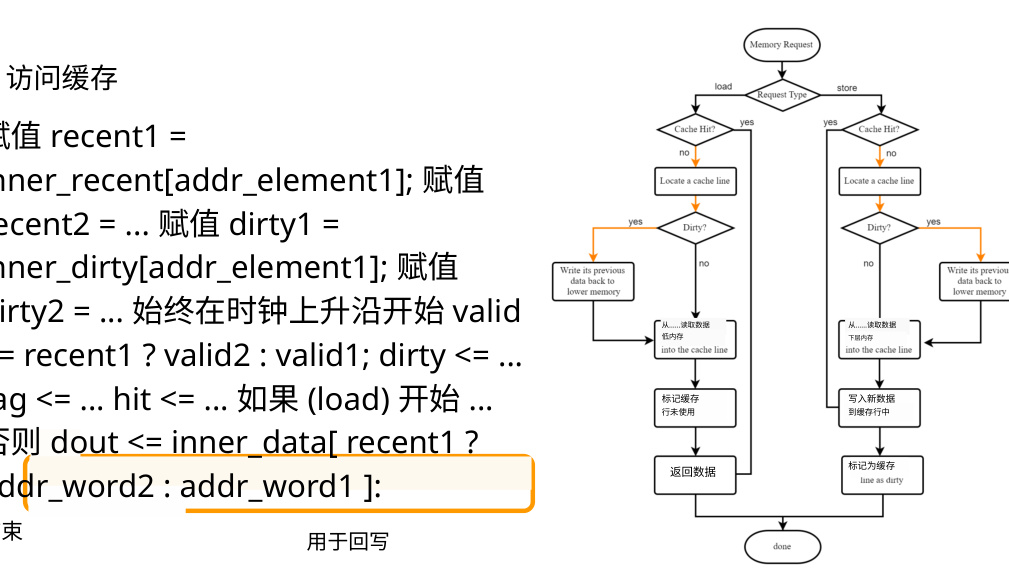 访问缓存
赋值 recent1 =
inner_recent[addr_element1]; 赋值
recent2 = ... 赋值 dirty1 =
inner_dirty[addr_element1]; 赋值
dirty2 = ... 始终在时钟上升沿开始 valid
<= recent1 ? valid2 : valid1; dirty <= ...
tag <= ... hit <= ... 如果 (load) 开始 ...
否则 dout <= inner_data[ recent1 ?
addr_word2 : addr_word1 ]:
束
用于回写
Memory Request
load
Request Type
store
Cache Hit?
yes
no
Locate a cache line
Dirty?
yes
no
Write its previous
data back to
lower memory
从......读取数据
低内存
into the cache line
标记缓存
行未使用
返回数据
yes
Cache Hit?
no
Locate a cache line
Dirty?
yes
no
Write its previous
data back to
lower memory
从......读取数据
下层内存
into the cache line
写入新数据
到缓存行中
标记为缓存
line as dirty
done